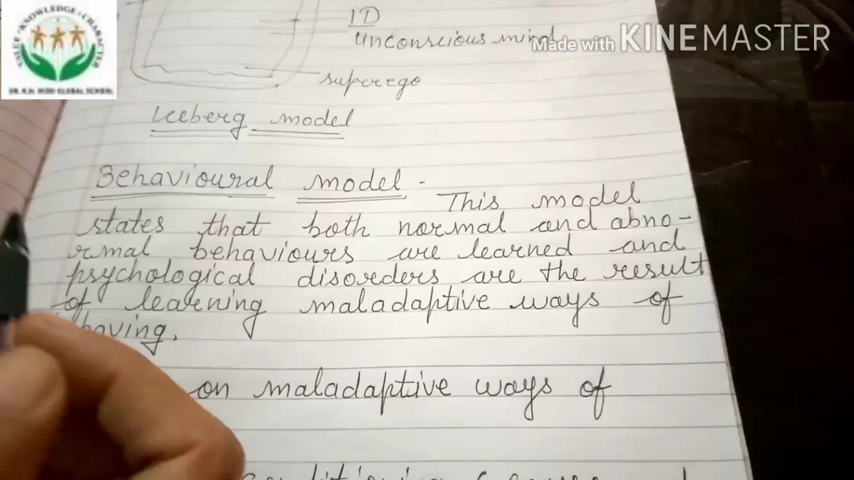 ID
unconscious mind
Made with KINEMASTER
superego
Iceberg model
Behavioural model - This model
states that both normal and abno-
rmal behaviours are learned and
psychological disorders are the result
of learning maladaptive ways of
having.
on maladaptive ways of